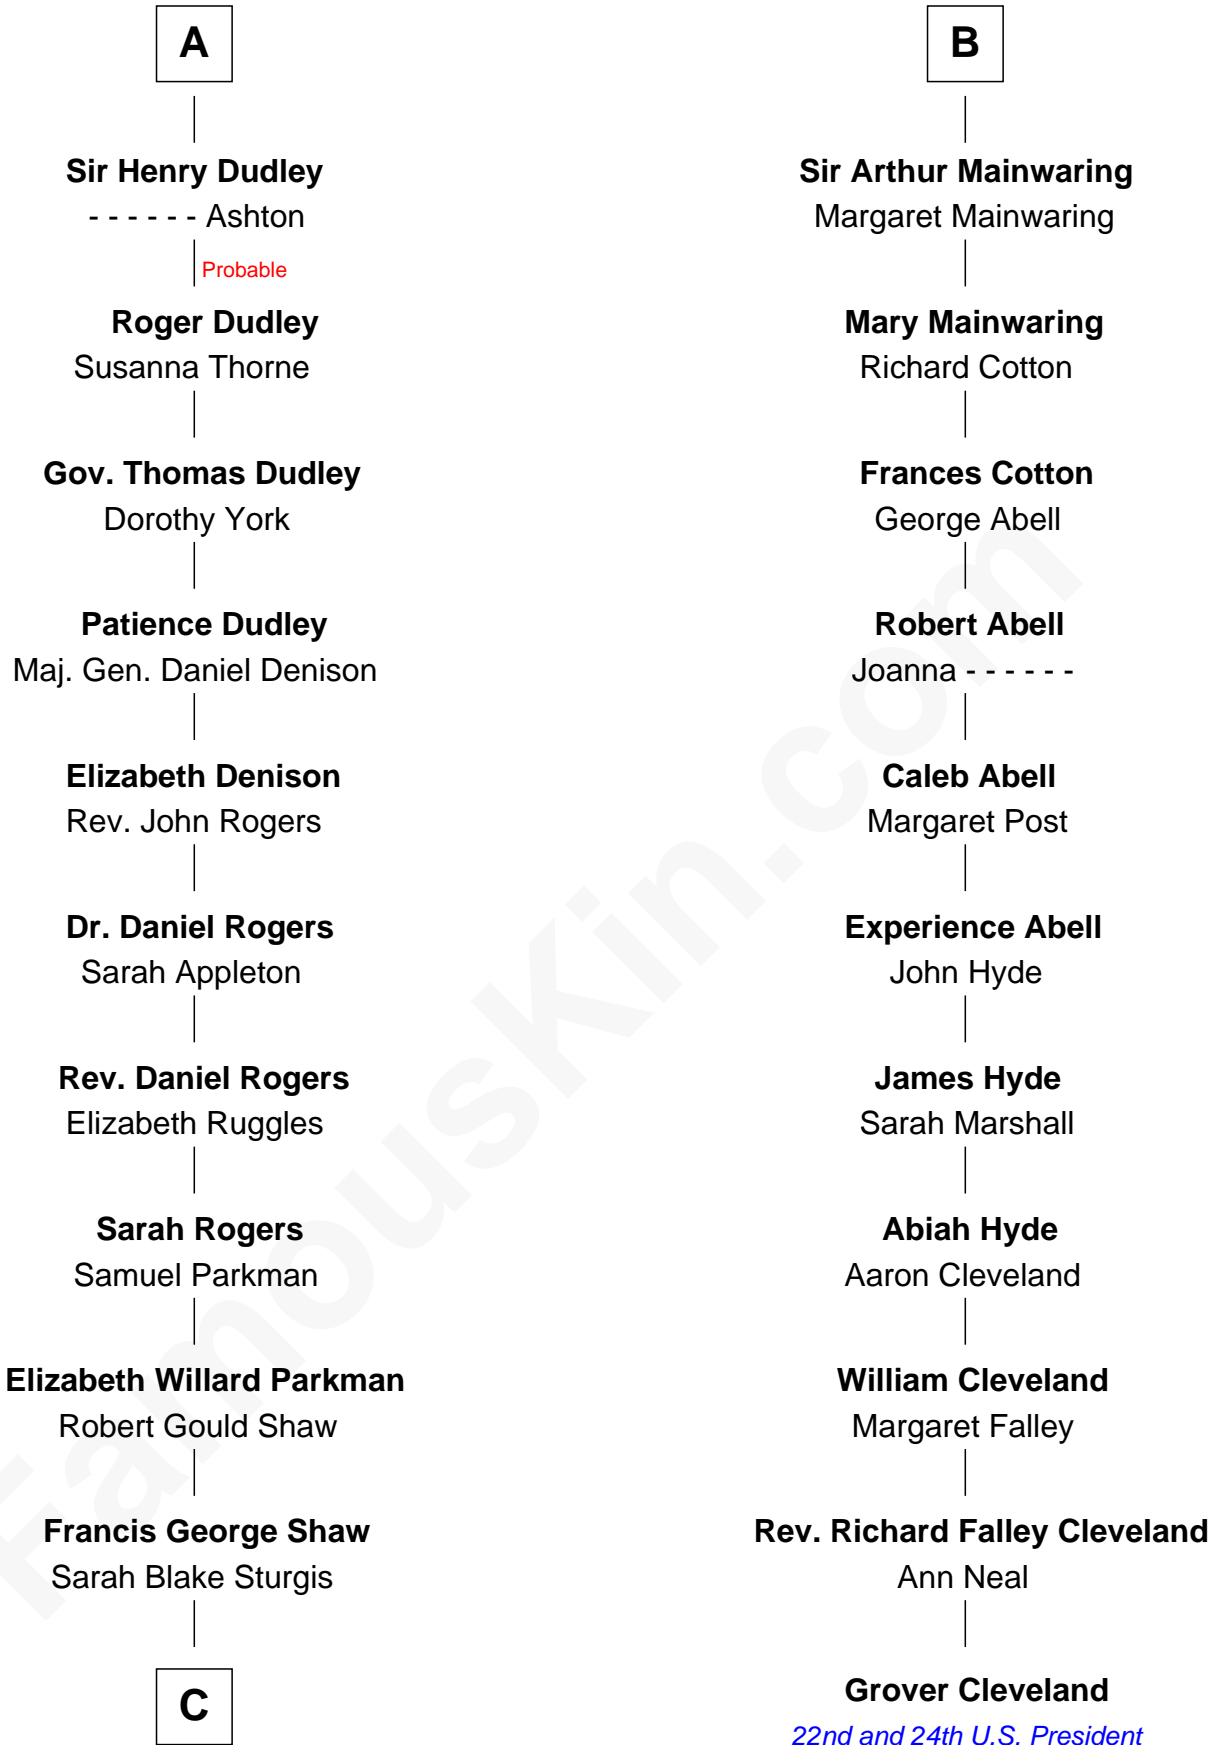 A
Sir Henry Dudley
- - - - - - Ashton
Probable
Roger Dudley
Susanna Thorne
Gov. Thomas Dudley
Dorothy York
Patience Dudley
Maj. Gen. Daniel Denison
Elizabeth Denison
Rev. John Rogers
Dr. Daniel Rogers
Sarah Appleton
Rev. Daniel Rogers
Elizabeth Ruggles
Sarah Rogers
Samuel Parkman
Elizabeth Willard Parkman
Robert Gould Shaw
Francis George Shaw
Sarah Blake Sturgis
C
B
Sir Arthur Mainwaring
Margaret Mainwaring
Mary Mainwaring
Richard Cotton
Frances Cotton
George Abell
Robert Abell
Joanna - - - - - -
Caleb Abell
Margaret Post
Experience Abell
John Hyde
James Hyde
Sarah Marshall
Abiah Hyde
Aaron Cleveland
William Cleveland
Margaret Falley
Rev. Richard Falley Cleveland
Ann Neal
Grover Cleveland
22nd and 24th U.S. President
FamousKin.com